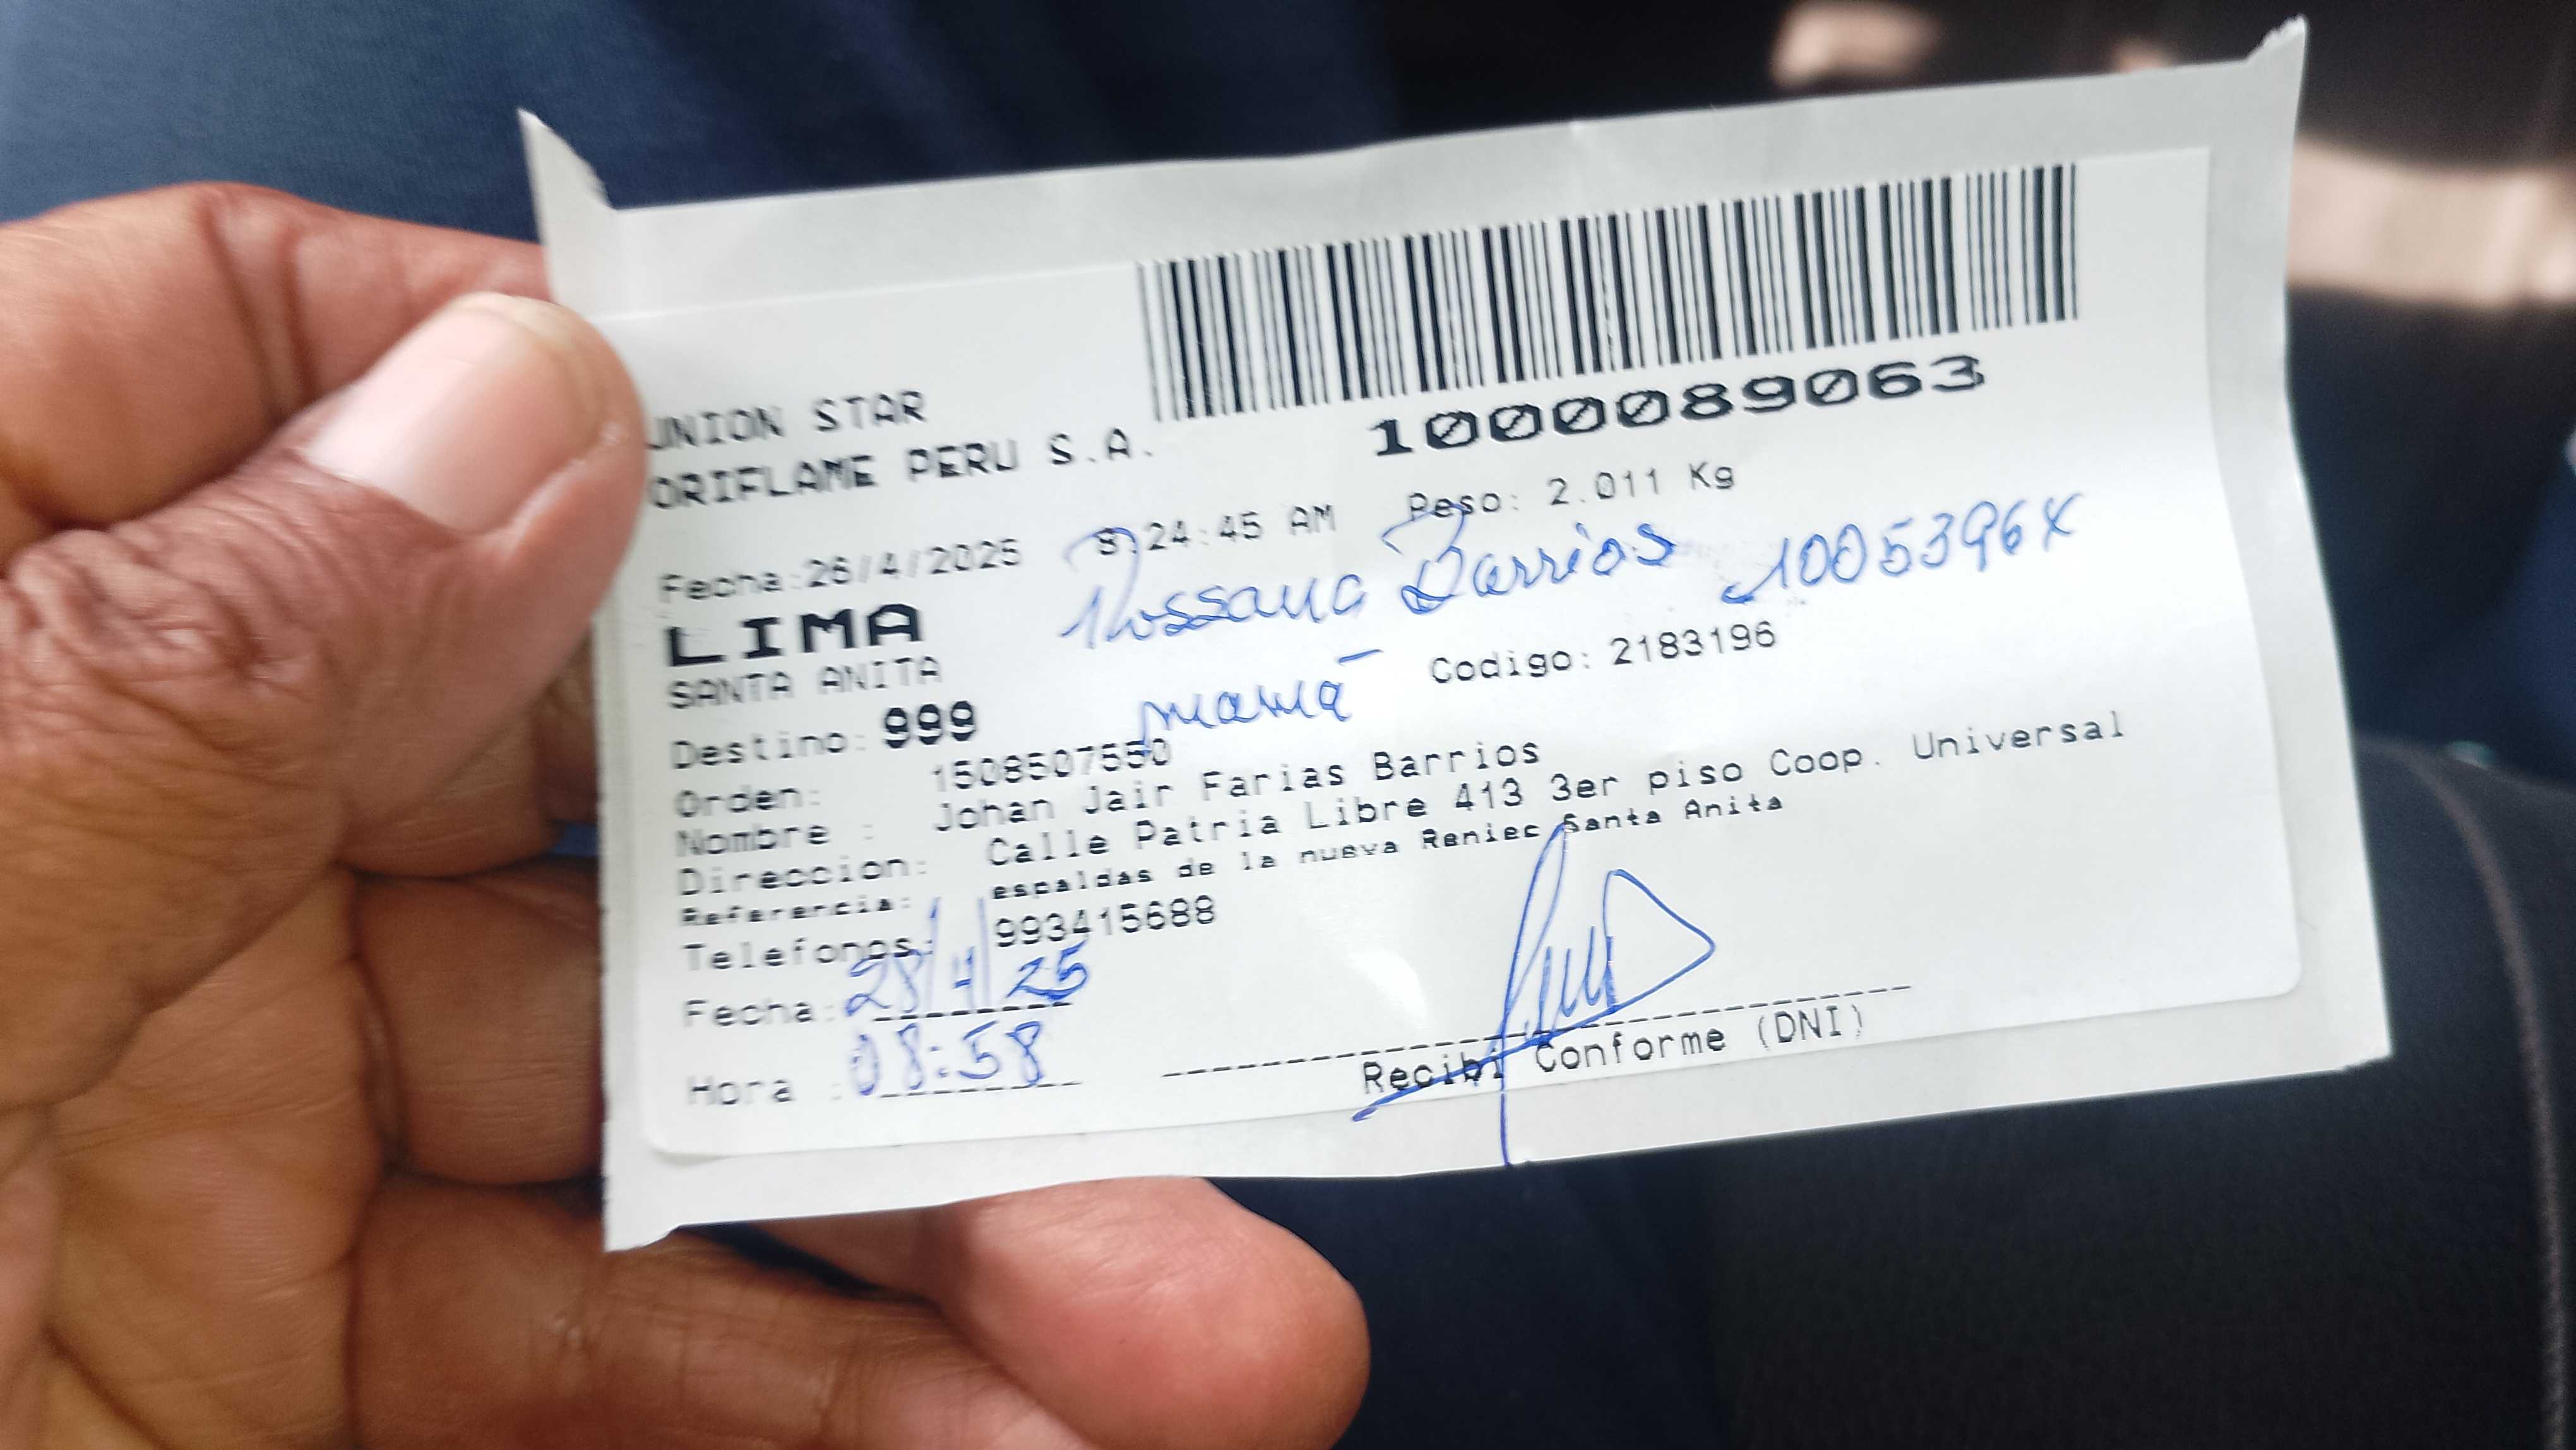 1000089063
UNION STAR
ORIFLAME PERU S.A.
Fecha:26/4/2025 8:24:45 AM Peso: 2.011 Kg
Rossana Barrios 1005396X
LIMA
SANTA ANITA
mamá Codigo: 2183196
Destino: 999
Orden: 1508507550
Nombre : Johan Jair Farias Barrios
Direccion: Calle Patria Libre 413 3er piso Coop. Universal
Referencia: espaldas de la nueva Reniec Santa Anita
Telefonos: 993415688
Fecha: 28/4/25
Hora : 08:58
Recibi Conforme (DNI)